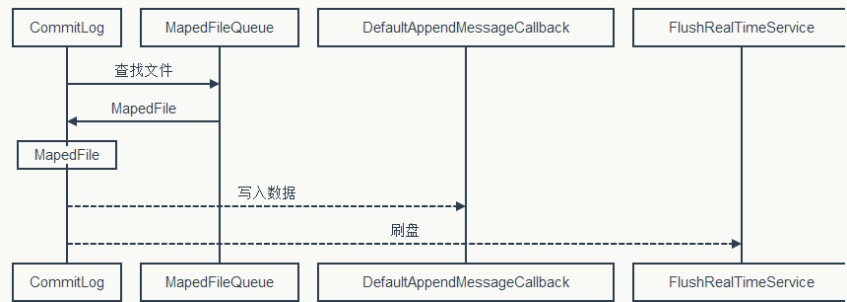 CommitLog MapedFileQueue DefaultAppendMessageCallback FlushRealTimeService
查找文件
MapedFile
MapedFile
写入数据
刷盘
CommitLog MapedFileQueue DefaultAppendMessageCallback FlushRealTimeService